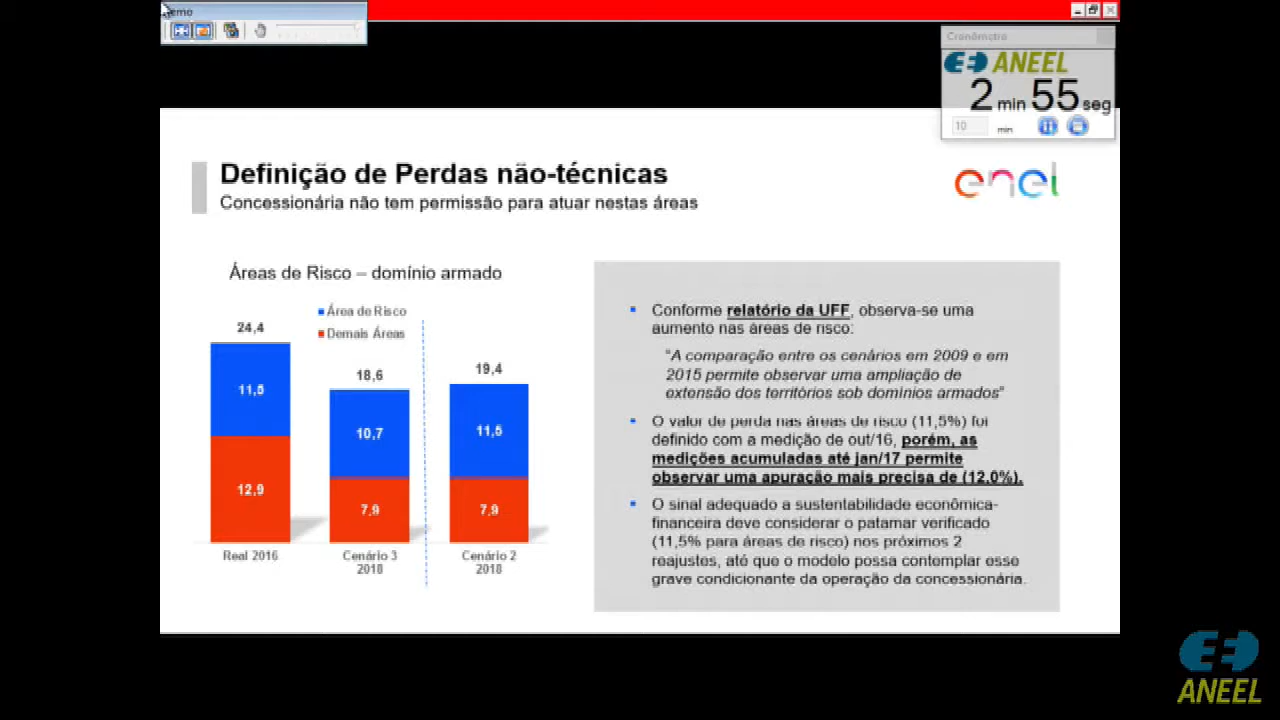 emo
Cronômetro
ANEEL
2 min 55 seg
10 min
Definição de Perdas não-técnicas
Concessionária não tem permissão para atuar nestas áreas
enel
Áreas de Risco – domínio armado
Área de Risco
Demais Áreas
24,4
18,6
19,4
11,5
10,7
11,5
12,9
7,9
7,9
Real 2016
Cenário 3
2018
Cenário 2
2018
Conforme relatório da UFF, observa-se uma
aumento nas áreas de risco:
"A comparação entre os cenários em 2009 e em
2015 permite observar uma ampliação de
extensão dos territórios sob domínios armados"
O valor de perda nas áreas de risco (11,5%) foi
definido com a medição de out/16, porém, as
medições acumuladas até jan/17 permite
observar uma apuração mais precisa de (12,0%).
O sinal adequado a sustentabilidade econômica-
financeira deve considerar o patamar verificado
(11,5% para áreas de risco) nos próximos 2
reajustes, até que o modelo possa contemplar esse
grave condicionante da operação da concessionária.
ANEEL